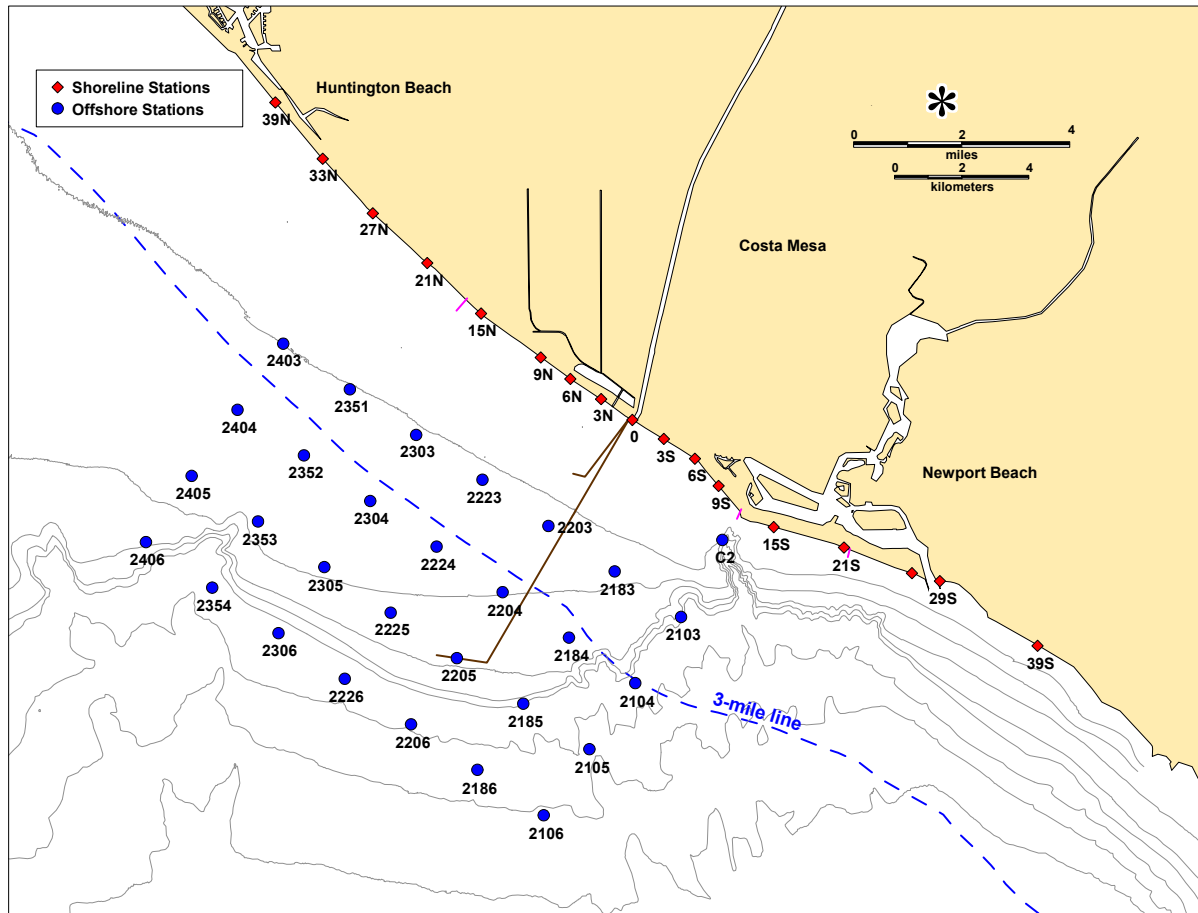 Shoreline Stations
Offshore Stations
Huntington Beach
Costa Mesa
Newport Beach
0 2 4
miles
0 2 4
kilometers
39N
33N
27N
21N
15N
9N
6N
3N
0
3S
6S
9S
15S
21S
29S
39S
2403
2351
2404
2303
2352
2223
2405
2304
2203
2353
2224
C2
2406
2305
2183
2354
2204
2225
2103
2306
2184
2205
2226
2104
2185
3-mile line
2206
2105
2186
2106